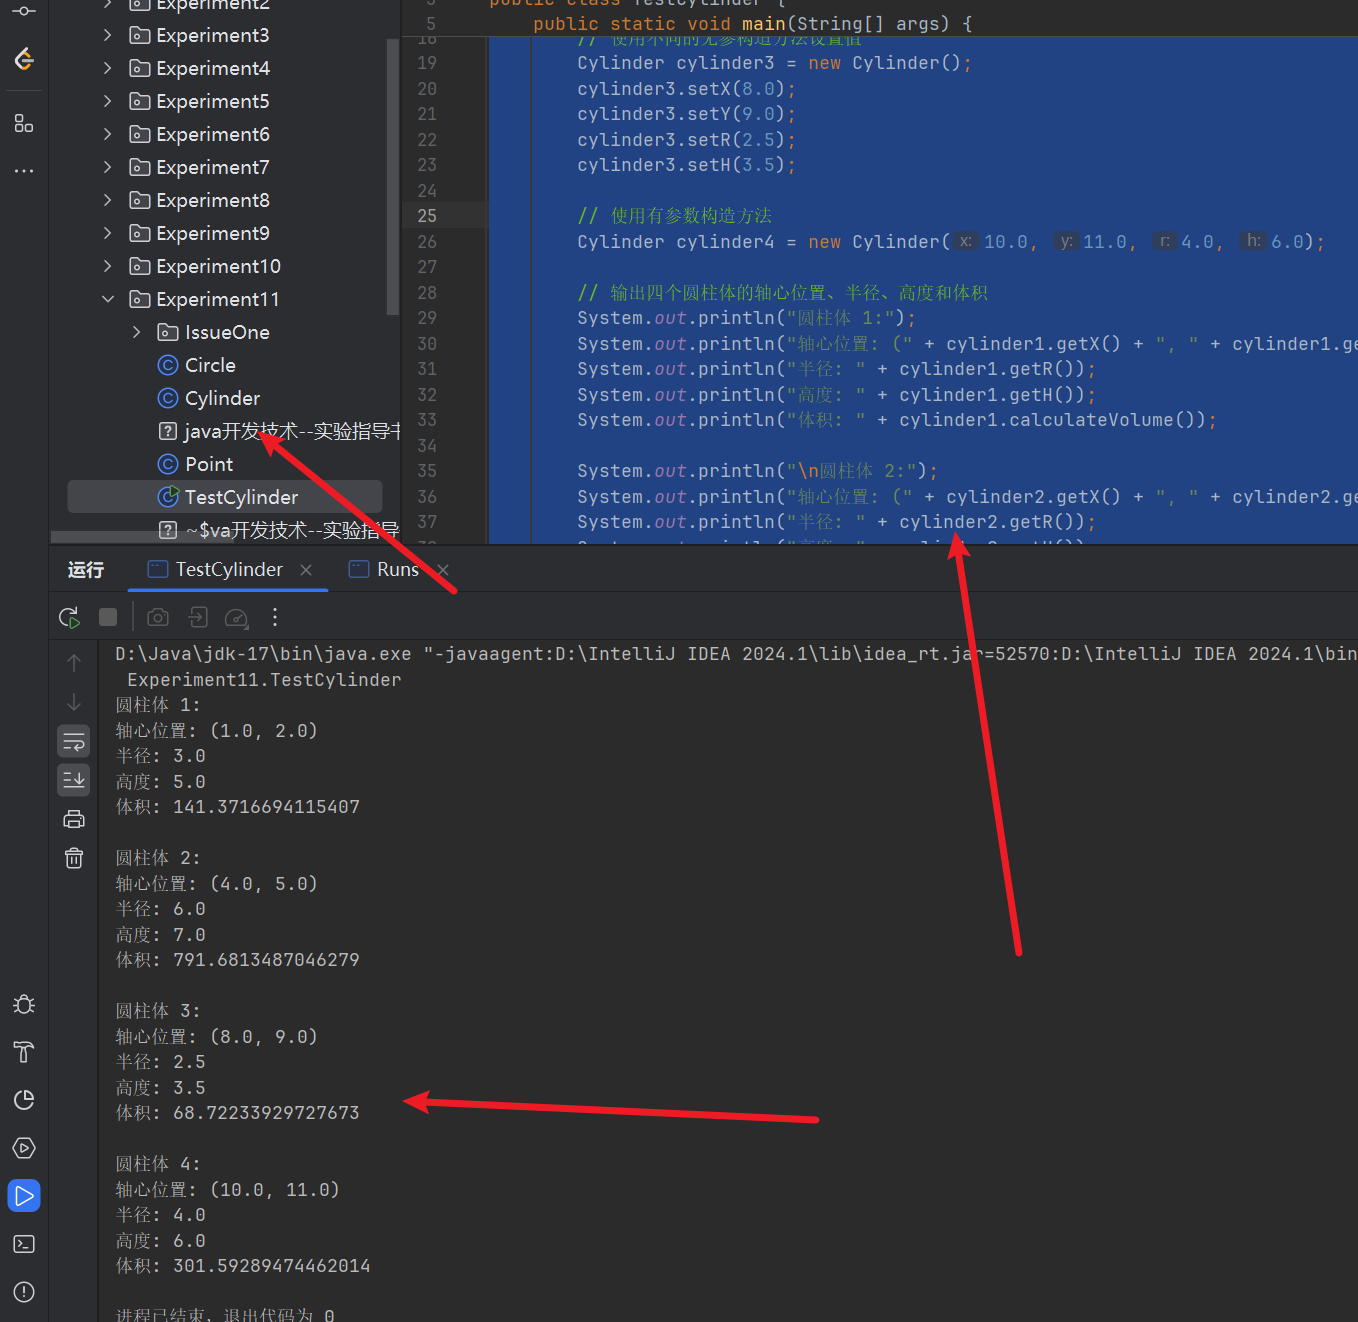 Experiment2
Experiment3
Experiment4
Experiment5
Experiment6
Experiment7
Experiment8
Experiment9
Experiment10
Experiment11
IssueOne
Circle
Cylinder
java开发技术--实验指导书
Point
TestCylinder
~$va开发技术--实验指导
3 public class TestCylinder {
5 public static void main(String[] args) {
18 // 使用不同的无参构造方法设置值
19 Cylinder cylinder3 = new Cylinder();
20 cylinder3.setX(8.0);
21 cylinder3.setY(9.0);
22 cylinder3.setR(2.5);
23 cylinder3.setH(3.5);
24
25 // 使用有参数构造方法
26 Cylinder cylinder4 = new Cylinder( x: 10.0, y: 11.0, r: 4.0, h: 6.0);
27
28 // 输出四个圆柱体的轴心位置、半径、高度和体积
29 System.out.println("圆柱体 1:");
30 System.out.println("轴心位置: (" + cylinder1.getX() + ", " + cylinder1.ge
31 System.out.println("半径: " + cylinder1.getR());
32 System.out.println("高度: " + cylinder1.getH());
33 System.out.println("体积: " + cylinder1.calculateVolume());
34
35 System.out.println("\n圆柱体 2:");
36 System.out.println("轴心位置: (" + cylinder2.getX() + ", " + cylinder2.ge
37 System.out.println("半径: " + cylinder2.getR());
运行 TestCylinder Runs
D:\Java\jdk-17\bin\java.exe "-javaagent:D:\IntelliJ IDEA 2024.1\lib\idea_rt.jar=52570:D:\IntelliJ IDEA 2024.1\bin
Experiment11.TestCylinder
圆柱体 1:
轴心位置: (1.0, 2.0)
半径: 3.0
高度: 5.0
体积: 141.3716694115407
圆柱体 2:
轴心位置: (4.0, 5.0)
半径: 6.0
高度: 7.0
体积: 791.6813487046279
圆柱体 3:
轴心位置: (8.0, 9.0)
半径: 2.5
高度: 3.5
体积: 68.72233929727673
圆柱体 4:
轴心位置: (10.0, 11.0)
半径: 4.0
高度: 6.0
体积: 301.59289474462014
进程已结束，退出代码为 0